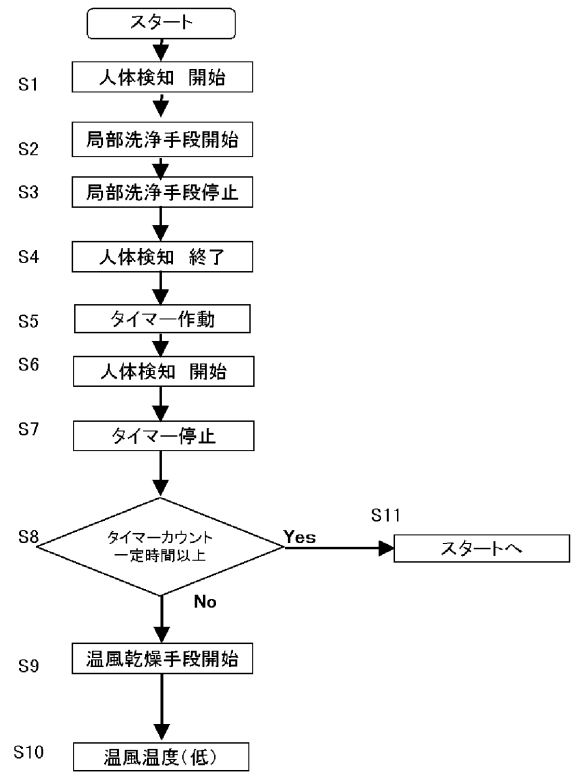 スタート
S1
人体検知　開始
S2
局部洗浄手段開始
S3
局部洗浄手段停止
S4
人体検知　終了
S5
タイマー作動
S6
人体検知　開始
S7
タイマー停止
S8
タイマーカウント
一定時間以上
Yes
S11
スタートへ
No
S9
温風乾燥手段開始
S10
温風温度(低)